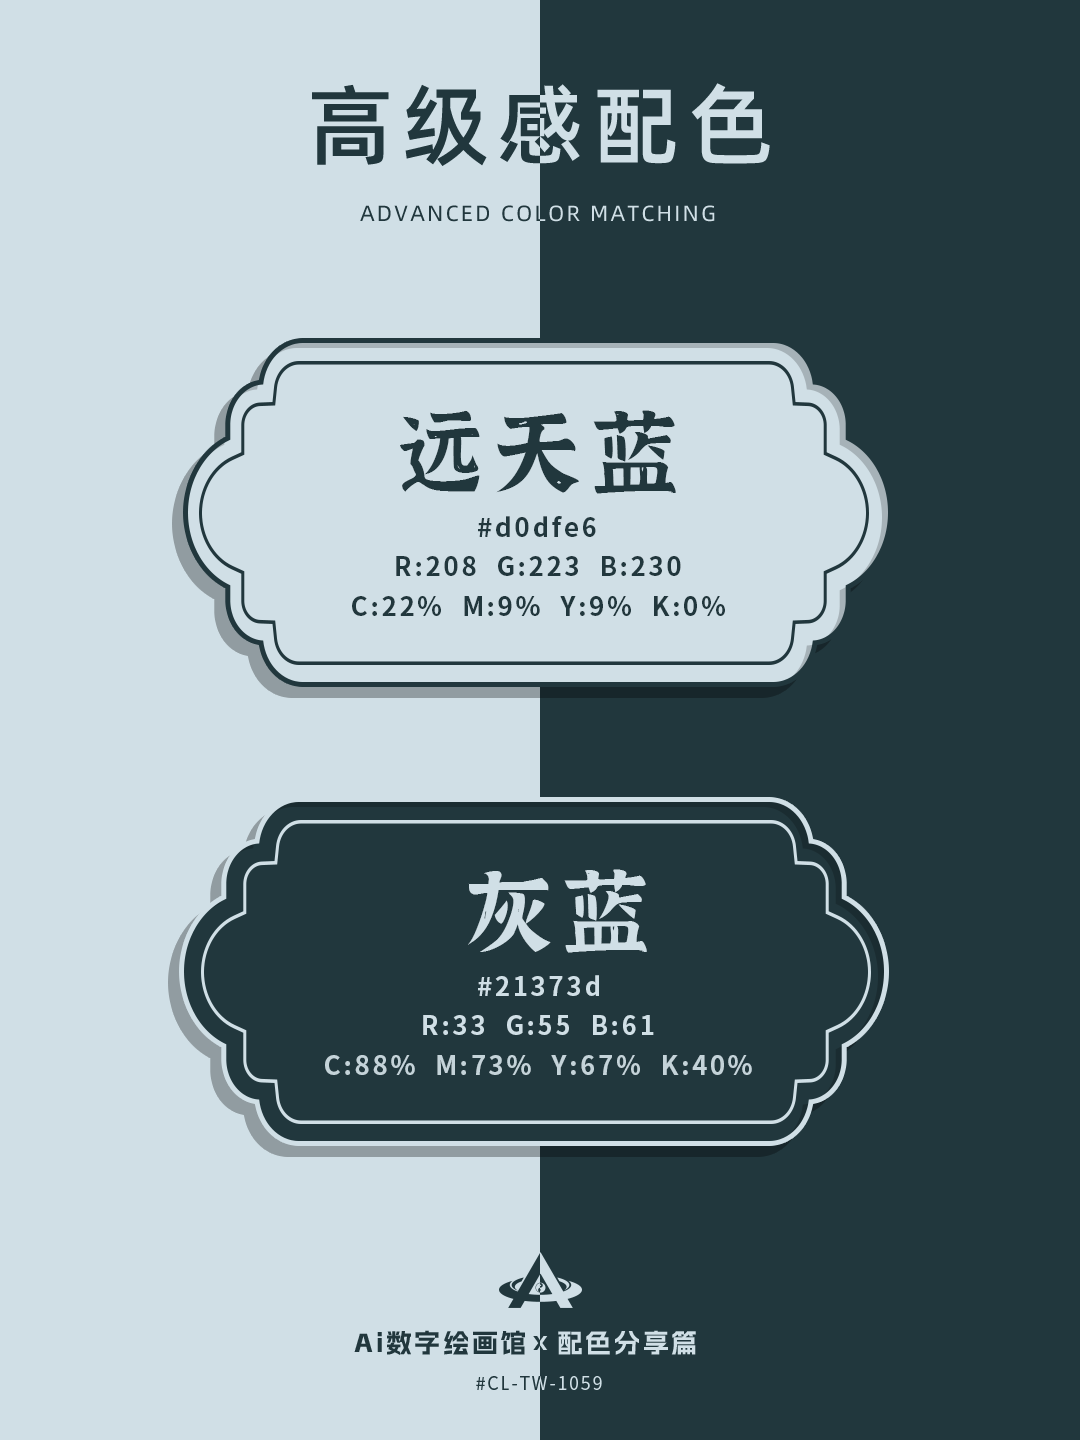 高级感配色
ADVANCED COLOR MATCHING
远天蓝
#d0dfe6
R:208 G:223 B:230
C:22% M:9% Y:9% K:0%
灰蓝
#21373d
R:33 G:55 B:61
C:88% M:73% Y:67% K:40%
Ai数字绘画馆 x 配色分享篇
#CL-TW-1059